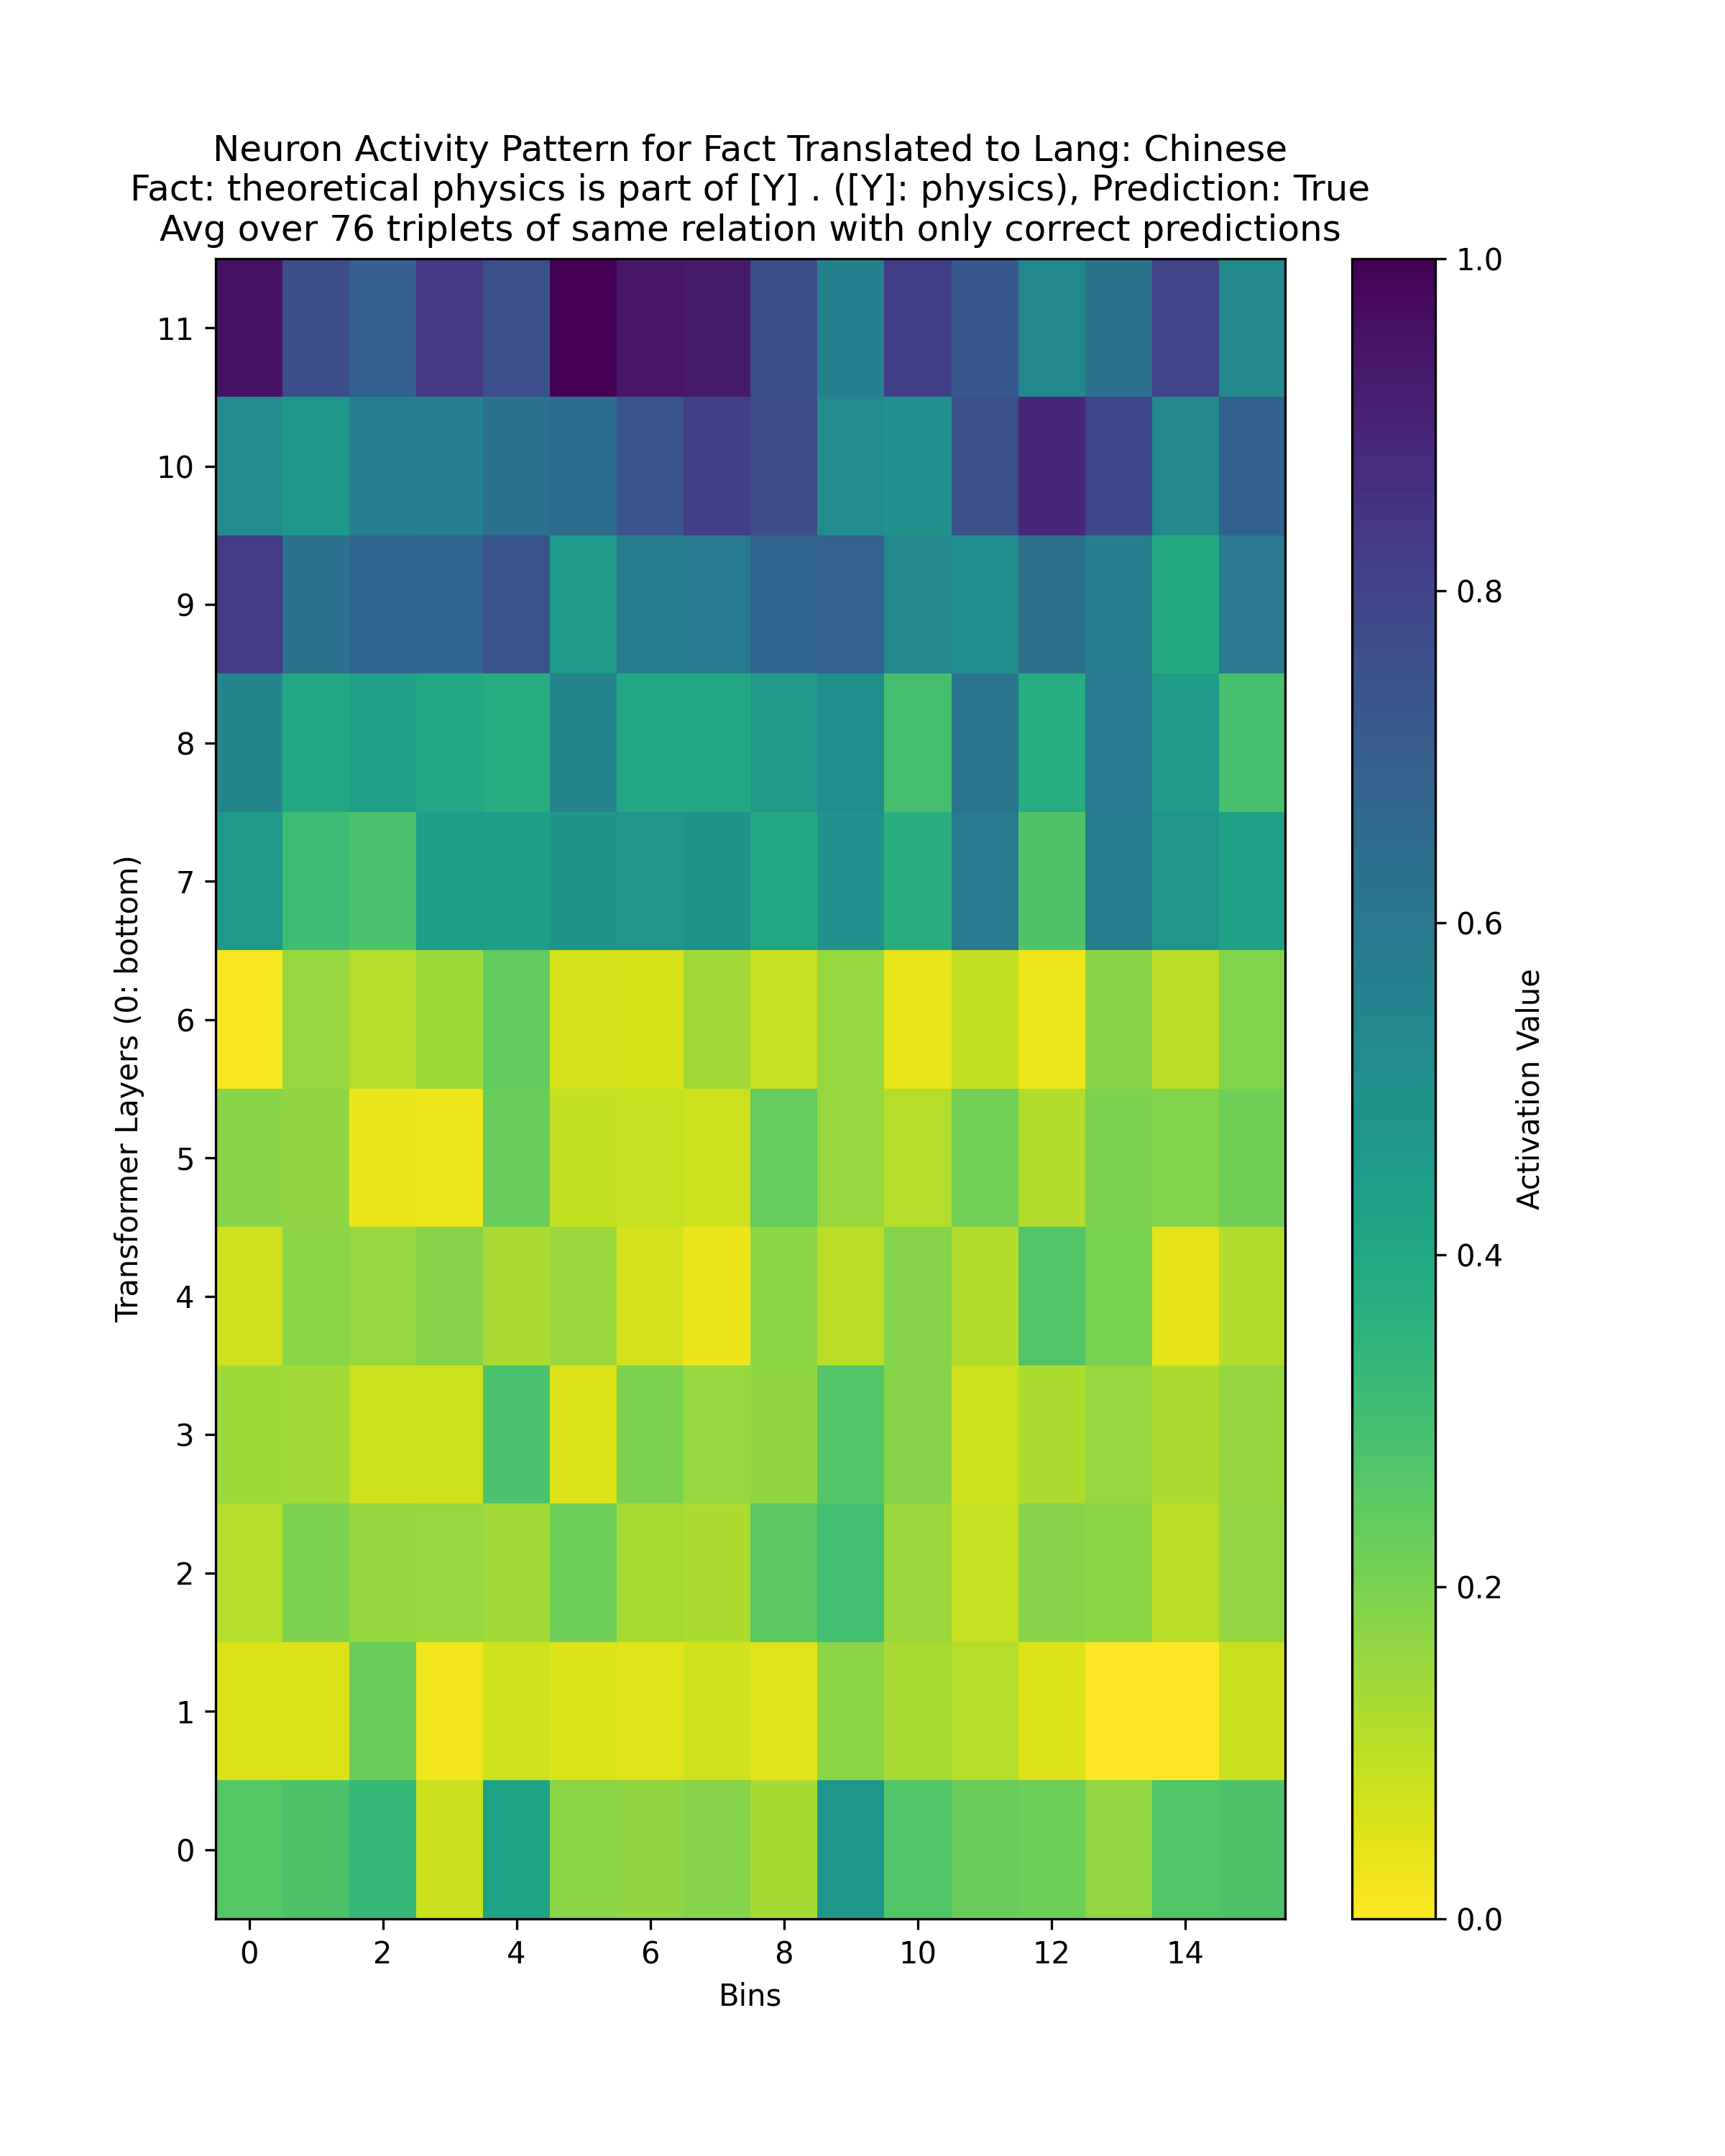 Neuron Activity Pattern for Fact Translated to Lang: Chinese
Fact: theoretical physics is part of [Y] . ([Y]: physics), Prediction: True
Avg over 76 triplets of same relation with only correct predictions
11
10
9
8
7
6
5
4
3
2
1
0
Transformer Layers (0: bottom)
0 2 4 6 8 10 12 14
Bins
1.0
0.8
0.6
0.4
0.2
0.0
Activation Value